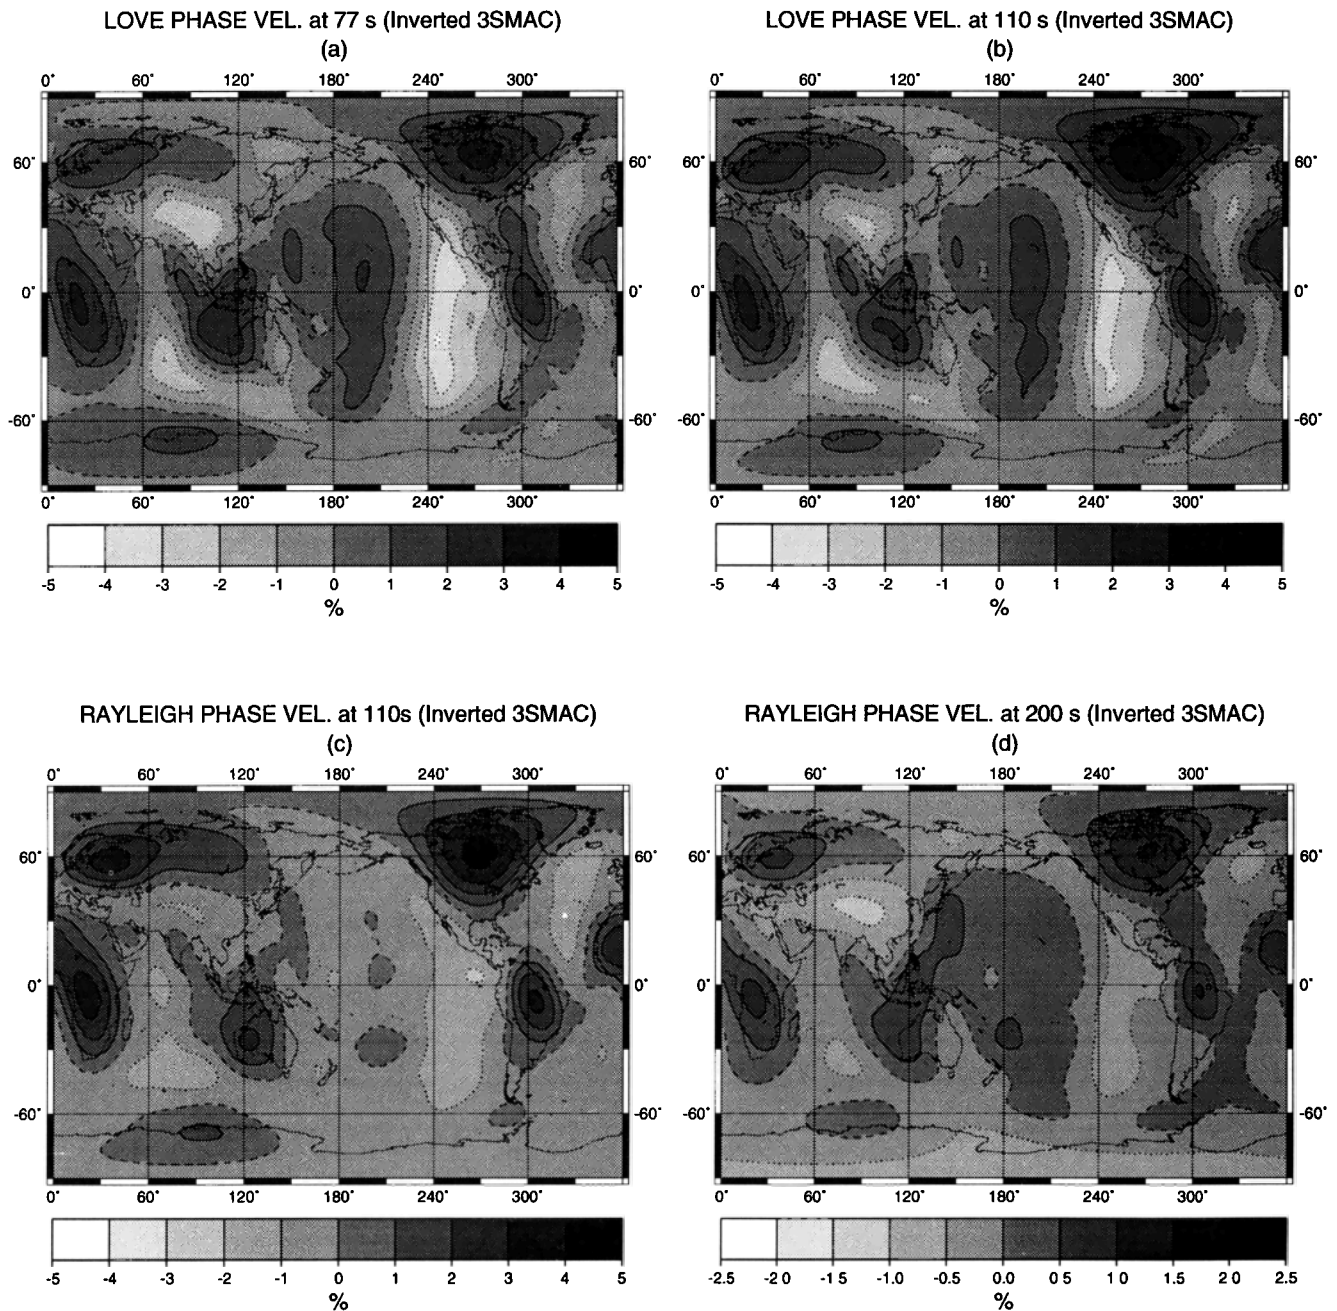 LOVE PHASE VEL. at 77 s (Inverted 3SMAC)
(a)
0° 60° 120° 180° 240° 300°
60° 60°
0° 0°
-60° -60°
0° 60° 120° 180° 240° 300°
-5 -4 -3 -2 -1 0 1 2 3 4 5
%
LOVE PHASE VEL. at 110 s (Inverted 3SMAC)
(b)
0° 60° 120° 180° 240° 300°
60° 60°
0° 0°
-60° -60°
0° 60° 120° 180° 240° 300°
-5 -4 -3 -2 -1 0 1 2 3 4 5
%
RAYLEIGH PHASE VEL. at 110s (Inverted 3SMAC)
(c)
0° 60° 120° 180° 240° 300°
60° 60°
0° 0°
-60° -60°
0° 60° 120° 180° 240° 300°
-5 -4 -3 -2 -1 0 1 2 3 4 5
%
RAYLEIGH PHASE VEL. at 200 s (Inverted 3SMAC)
(d)
0° 60° 120° 180° 240° 300°
60° 60°
0° 0°
-60° -60°
0° 60° 120° 180° 240° 300°
-2.5 -2 0 -1 5 -1.0 -0.5 0.0 0 5 1 0 1.5 2 0 2.5
%